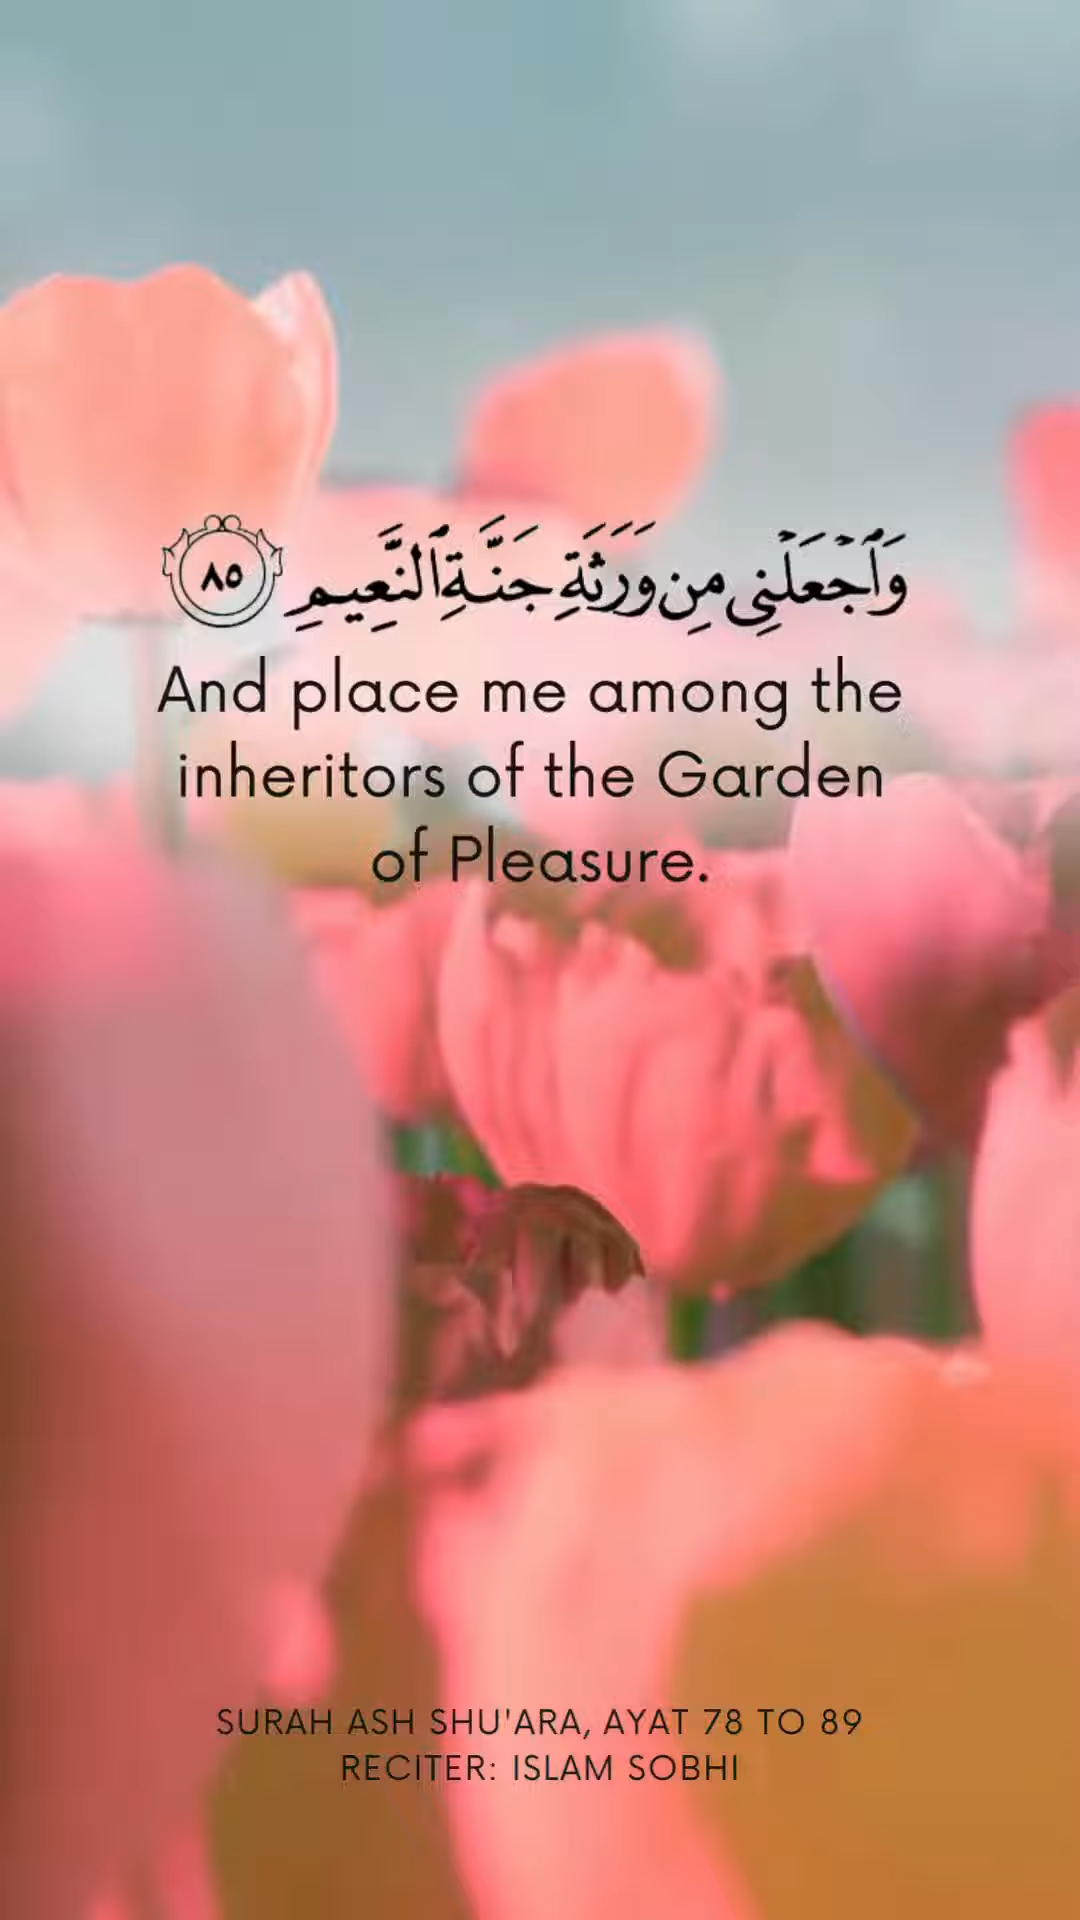 وَٱجْعَلْنِى مِن وَرَثَةِ جَنَّةِ ٱلنَّعِيمِ ٨٥
And place me among the
inheritors of the Garden
of Pleasure.
SURAH ASH SHU'ARA, AYAT 78 TO 89
RECITER: ISLAM SOBHI